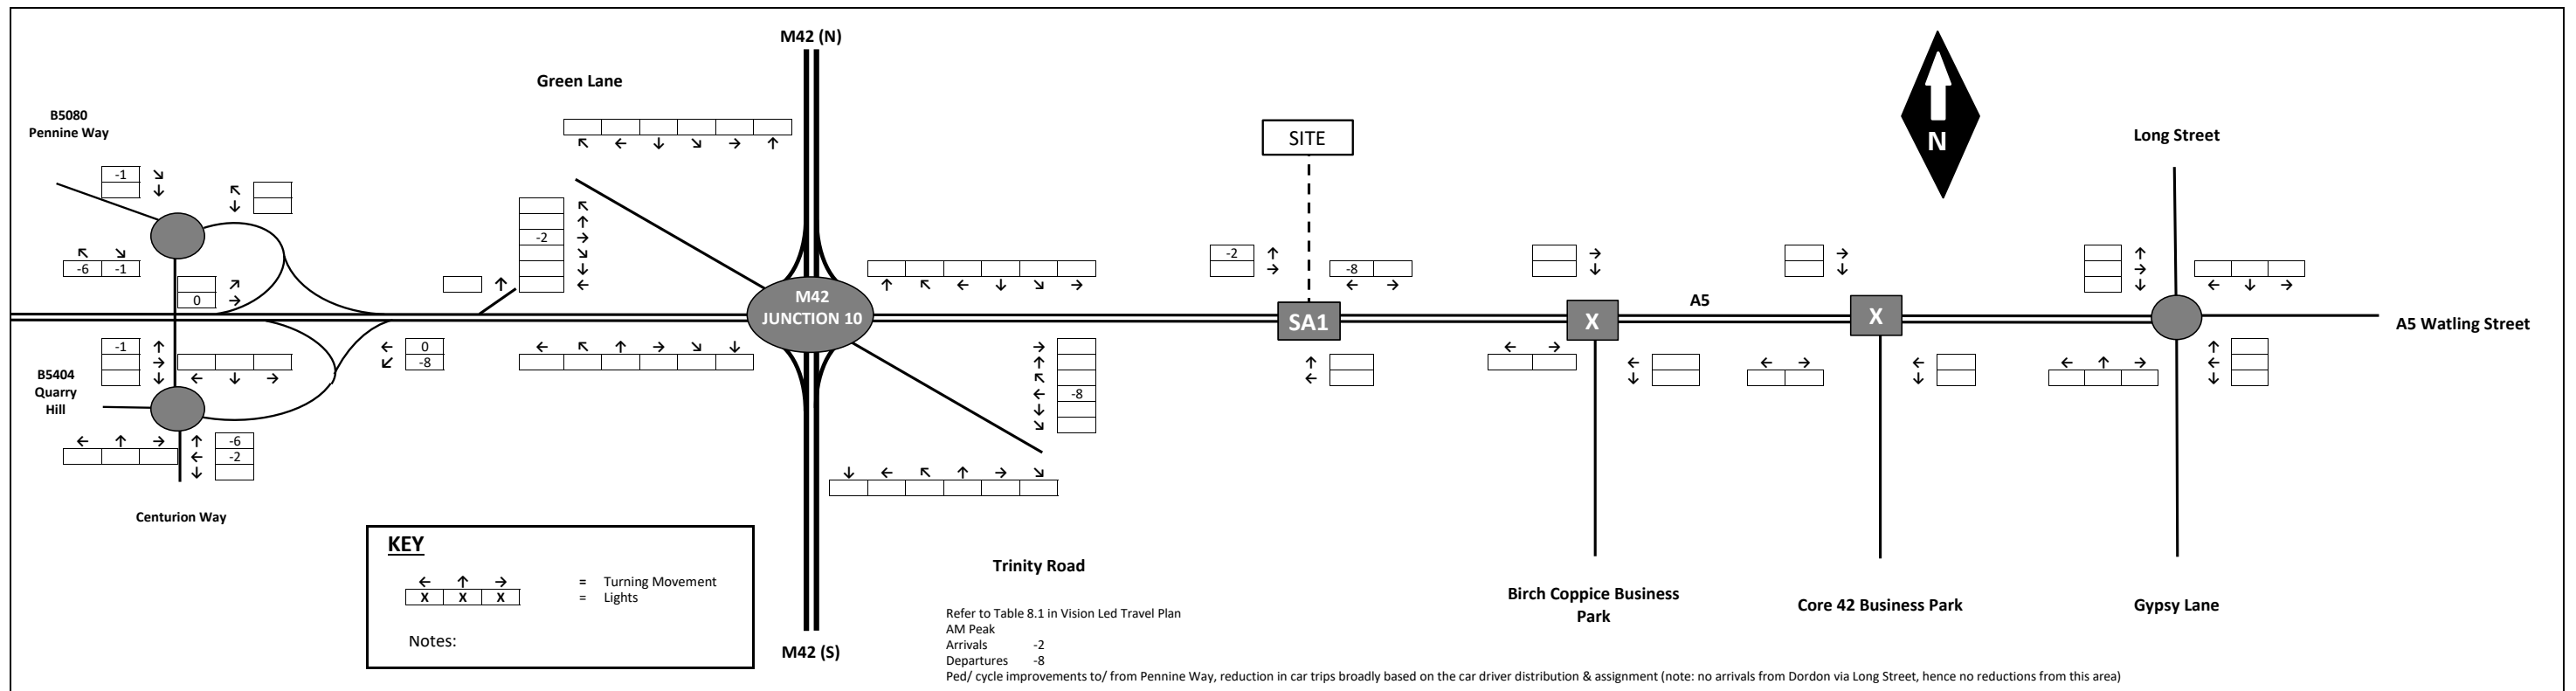 M42 (N)
Green Lane
B5080
Pennine Way
SITE
N
Long Street
-1
↘
↓
↖
↓
↖ ← ↓ ↘ → ↑
↖
↑
-2 →
↘
↓
←
↖ ↘
-6 -1
↗
0 →
↑
↑ ↖ ← ↓ ↘ →
-2 ↑
→
-8
← →
→
↓
→
↓
↑
→
↓
← ↓ →
M42
JUNCTION 10
SA1
X
A5
X
A5 Watling Street
-1 ↑
→
↓
← ↓ →
← 0
↙ -8
← ↖ ↑ → ↘ ↓
→
↑
↖
← -8
↓
↘
↑
←
← →
←
↓
← →
←
↓
← ↑ →
↑
←
↓
B5404
Quarry
Hill
← ↑ →
↑ -6
← -2
↓
↓ ← ↖ ↑ → ↘
Centurion Way
KEY
← ↑ → = Turning Movement
X X X = Lights
Notes:
M42 (S)
Trinity Road
Birch Coppice Business
Park
Core 42 Business Park
Gypsy Lane
Refer to Table 8.1 in Vision Led Travel Plan
AM Peak
Arrivals -2
Departures -8
Ped/ cycle improvements to/ from Pennine Way, reduction in car trips broadly based on the car driver distribution & assignment (note: no arrivals from Dordon via Long Street, hence no reductions from this area)